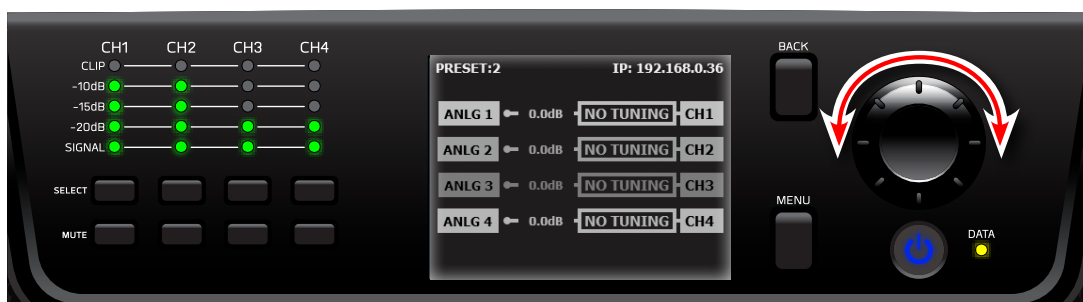 CH1 CH2 CH3 CH4
CLIP
-10dB
-15dB
-20dB
SIGNAL
SELECT
MUTE
PRESET:2 IP: 192.168.0.36
ANLG 1 0.0dB NO TUNING CH1
ANLG 2 0.0dB NO TUNING CH2
ANLG 3 0.0dB NO TUNING CH3
ANLG 4 0.0dB NO TUNING CH4
BACK
MENU
DATA